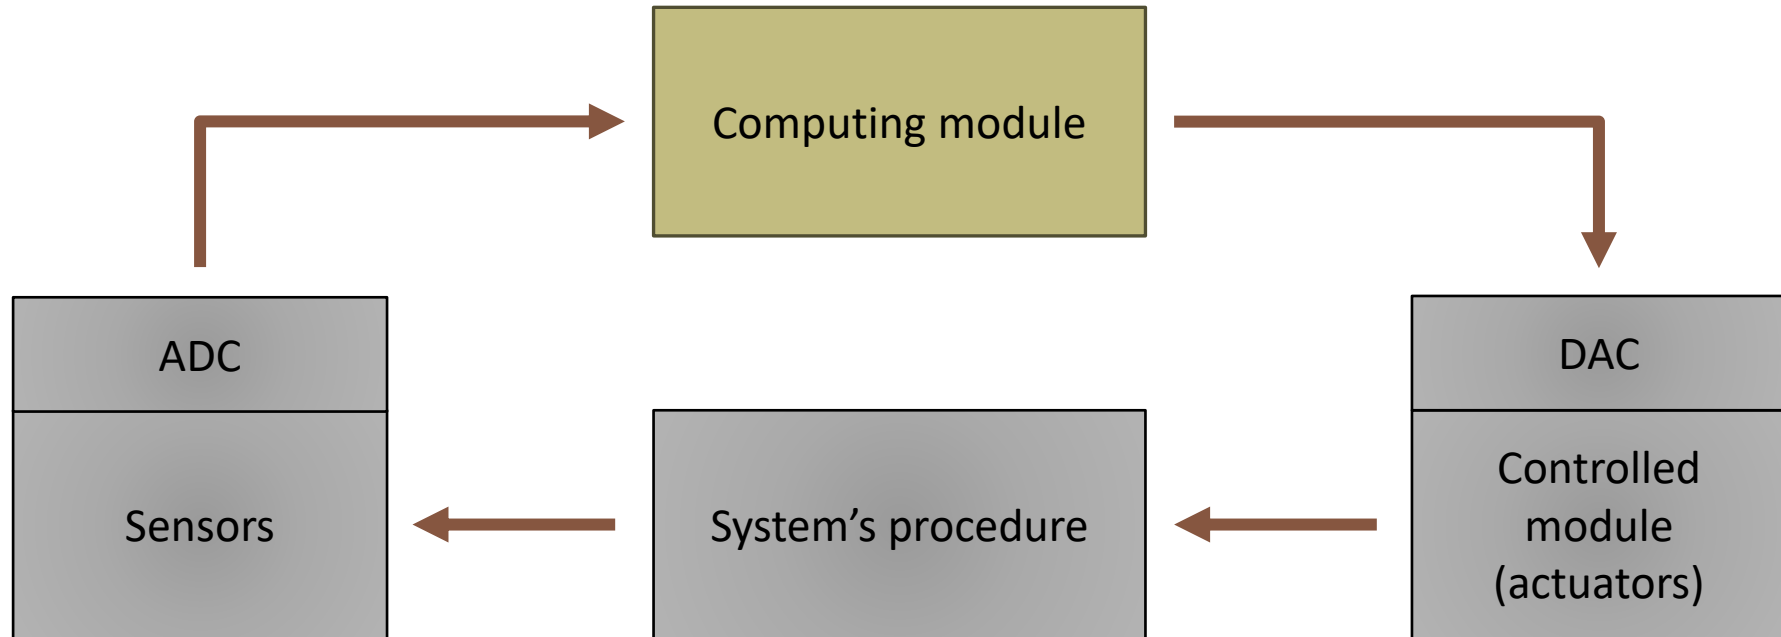 Computing module
ADC
DAC
Sensors
System’s procedure
Controlled
module
(actuators)